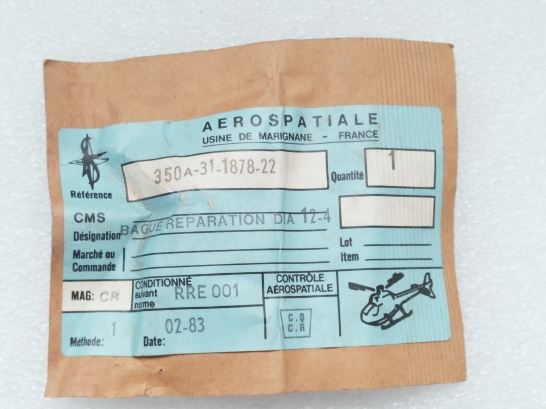 AEROSPATIALE
USINE DE MARIGNANE - FRANCE
Référence
350A-31-1878-22
Quantité
1
CMS
Désignation
BAGUE REPARATION DIA 12-4
Marché ou
Commande
Lot
Item
MAG: CR
CONDITIONNÉ
suivant
norme
RRE 001
CONTRÔLE
AÉROSPATIALE
Méthode: 1
Date: 02-83
C.Q
C.R